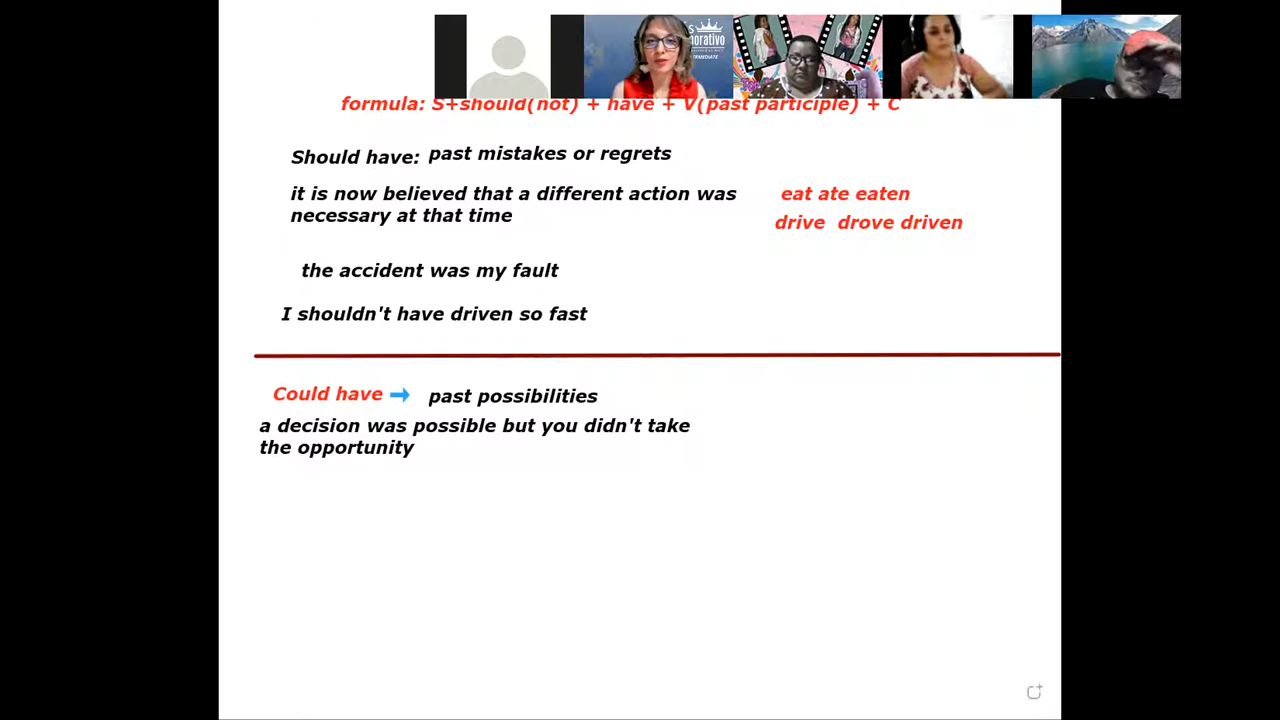 formula: S+should(not) + have + V(past participle) + C
Should have: past mistakes or regrets
it is now believed that a different action was
necessary at that time
eat ate eaten
drive drove driven
the accident was my fault
I shouldn't have driven so fast
Could have
past possibilities
a decision was possible but you didn't take
the opportunity